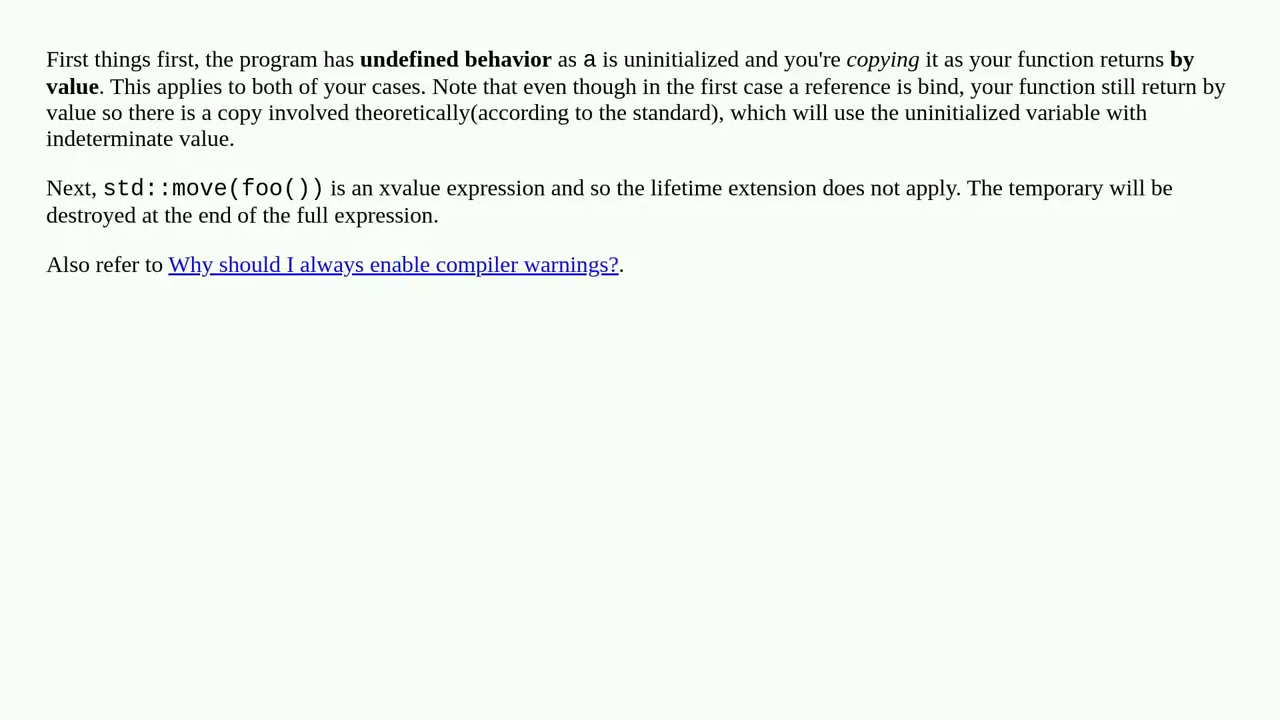 First things first, the program has undefined behavior as a is uninitialized and you're copying it as your function returns by
value. This applies to both of your cases. Note that even though in the first case a reference is bind, your function still return by
value so there is a copy involved theoretically(according to the standard), which will use the uninitialized variable with
indeterminate value.
Next, std::move(foo()) is an xvalue expression and so the lifetime extension does not apply. The temporary will be
destroyed at the end of the full expression.
Also refer to Why should I always enable compiler warnings?.